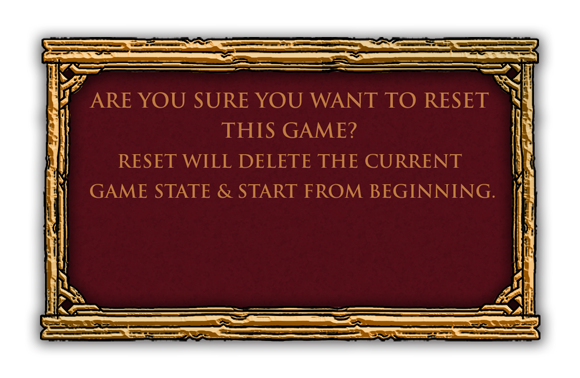 ARE YOU SURE YOU WANT TO RESET
THIS GAME?
RESET WILL DELETE THE CURRENT
GAME STATE & START FROM BEGINNING.